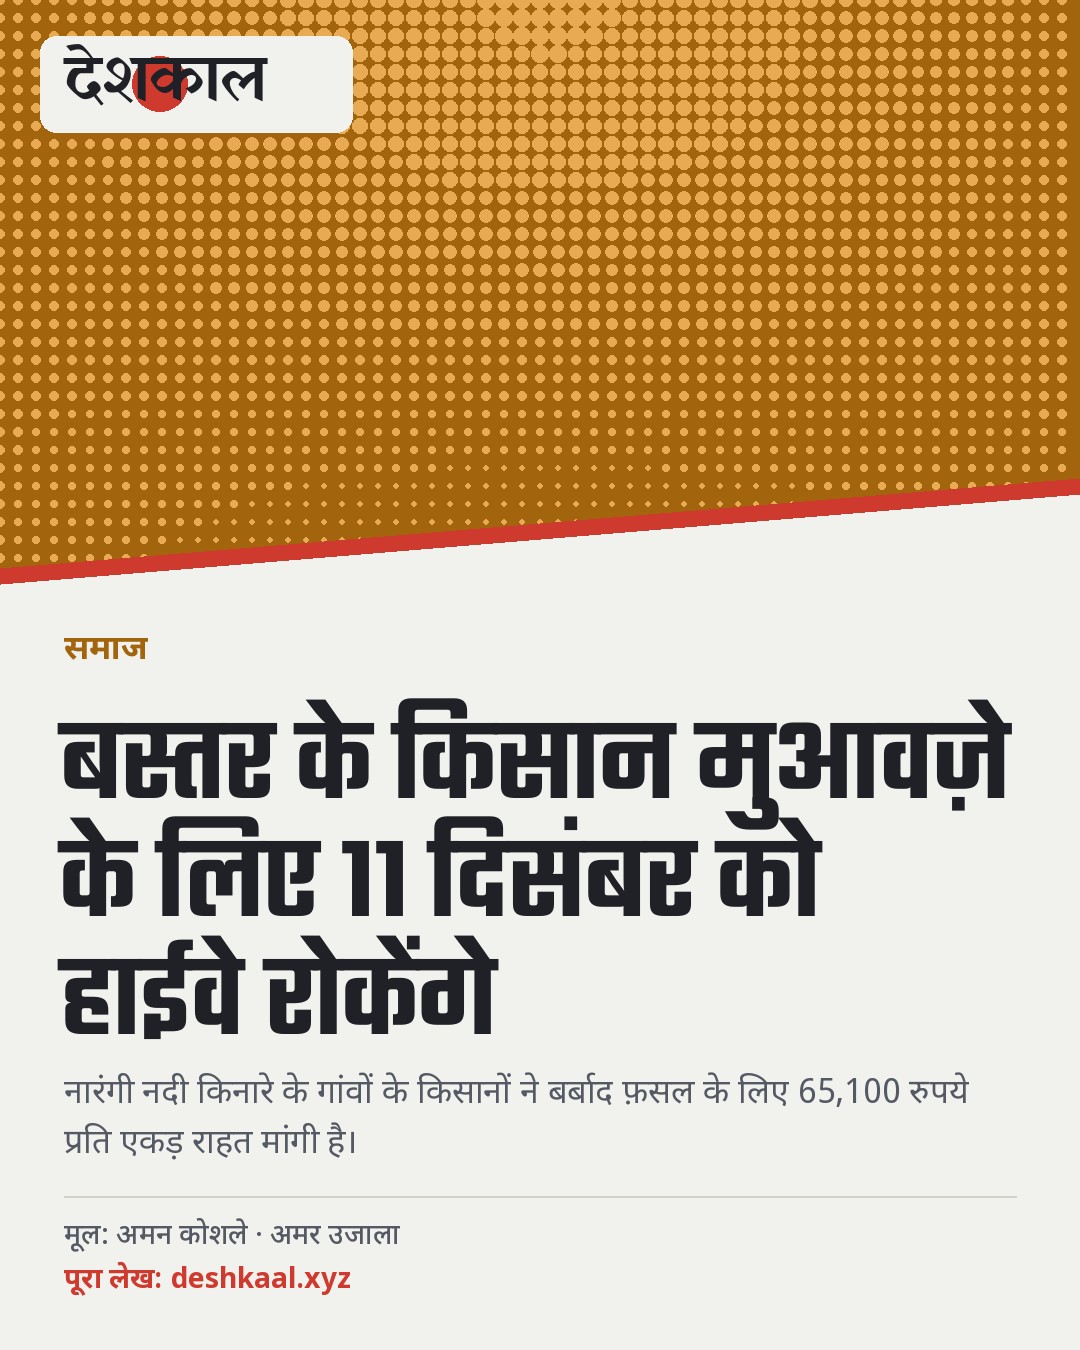 देशकाल
समाज
बस्तर के किसान मुआवज़े
के लिए 11 दिसंबर को
हाईवे रोकेंगे
नारंगी नदी किनारे के गांवों के किसानों ने बर्बाद फ़सल के लिए 65,100 रुपये
प्रति एकड़ राहत मांगी है।
मूल: अमन कोशले · अमर उजाला
पूरा लेख: deshkaal.xyz